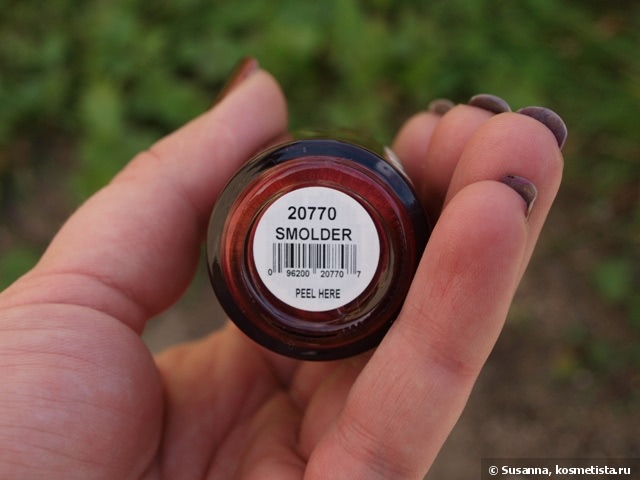 20770
SMOLDER
0 96200 20770 7
PEEL HERE
© Susanna, kosmetista.ru